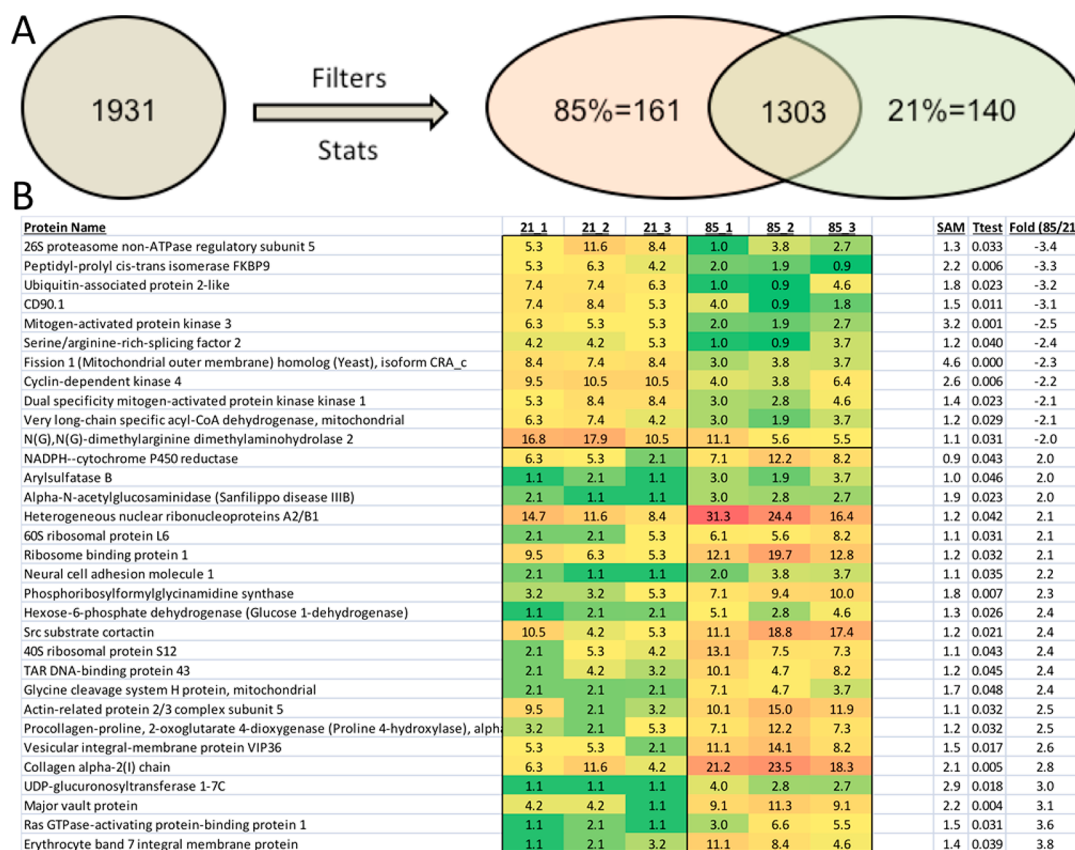 A
1931
Filters
Stats
85%=161
1303
21%=140
B
Protein Name 21_1 21_2 21_3 85_1 85_2 85_3 SAM Ttest Fold (85/21
26S proteasome non-ATPase regulatory subunit 5 5.3 11.6 8.4 1.0 3.8 2.7 1.3 0.033 -3.4
Peptidyl-prolyl cis-trans isomerase FKBP9 5.3 6.3 4.2 2.0 1.9 0.9 2.2 0.006 -3.3
Ubiquitin-associated protein 2-like 7.4 7.4 6.3 1.0 0.9 4.6 1.8 0.023 -3.2
CD90.1 7.4 8.4 5.3 4.0 0.9 1.8 1.5 0.011 -3.1
Mitogen-activated protein kinase 3 6.3 5.3 5.3 2.0 1.9 2.7 3.2 0.001 -2.5
Serine/arginine-rich-splicing factor 2 4.2 4.2 5.3 1.0 0.9 3.7 1.2 0.040 -2.4
Fission 1 (Mitochondrial outer membrane) homolog (Yeast), isoform CRA_c 8.4 7.4 8.4 3.0 3.8 3.7 4.6 0.000 -2.3
Cyclin-dependent kinase 4 9.5 10.5 10.5 4.0 3.8 6.4 2.6 0.006 -2.2
Dual specificity mitogen-activated protein kinase kinase 1 5.3 8.4 8.4 3.0 2.8 4.6 1.4 0.023 -2.1
Very long-chain specific acyl-CoA dehydrogenase, mitochondrial 6.3 7.4 4.2 3.0 1.9 3.7 1.2 0.029 -2.1
N(G),N(G)-dimethylarginine dimethylaminohydrolase 2 16.8 17.9 10.5 11.1 5.6 5.5 1.1 0.031 -2.0
NADPH--cytochrome P450 reductase 6.3 5.3 2.1 7.1 12.2 8.2 0.9 0.043 2.0
Arylsulfatase B 1.1 2.1 1.1 3.0 1.9 3.7 1.0 0.046 2.0
Alpha-N-acetylglucosaminidase (Sanfilippo disease IIIB) 2.1 1.1 1.1 3.0 2.8 2.7 1.9 0.023 2.0
Heterogeneous nuclear ribonucleoproteins A2/B1 14.7 11.6 8.4 31.3 24.4 16.4 1.2 0.042 2.1
60S ribosomal protein L6 2.1 2.1 5.3 6.1 5.6 8.2 1.1 0.031 2.1
Ribosome binding protein 1 9.5 6.3 5.3 12.1 19.7 12.8 1.2 0.032 2.1
Neural cell adhesion molecule 1 2.1 1.1 1.1 2.0 3.8 3.7 1.1 0.035 2.2
Phosphoribosylformylglycinamidine synthase 3.2 3.2 5.3 7.1 9.4 10.0 1.8 0.007 2.3
Hexose-6-phosphate dehydrogenase (Glucose 1-dehydrogenase) 1.1 2.1 2.1 5.1 2.8 4.6 1.3 0.026 2.4
Src substrate cortactin 10.5 4.2 5.3 11.1 18.8 17.4 1.2 0.021 2.4
40S ribosomal protein S12 2.1 5.3 4.2 13.1 7.5 7.3 1.1 0.043 2.4
TAR DNA-binding protein 43 2.1 4.2 3.2 10.1 4.7 8.2 1.2 0.045 2.4
Glycine cleavage system H protein, mitochondrial 2.1 2.1 2.1 7.1 4.7 3.7 1.7 0.048 2.4
Actin-related protein 2/3 complex subunit 5 9.5 2.1 3.2 10.1 15.0 11.9 1.1 0.032 2.5
Procollagen-proline, 2-oxoglutarate 4-dioxygenase (Proline 4-hydroxylase), alpha 3.2 2.1 5.3 7.1 12.2 7.3 1.2 0.032 2.5
Vesicular integral-membrane protein VIP36 5.3 5.3 2.1 11.1 14.1 8.2 1.5 0.017 2.6
Collagen alpha-2(I) chain 6.3 11.6 4.2 21.2 23.5 18.3 2.1 0.005 2.8
UDP-glucuronosyltransferase 1-7C 1.1 1.1 1.1 4.0 2.8 2.7 2.9 0.018 3.0
Major vault protein 4.2 4.2 1.1 9.1 11.3 9.1 2.2 0.004 3.1
Ras GTPase-activating protein-binding protein 1 1.1 2.1 1.1 3.0 6.6 5.5 1.5 0.031 3.6
Erythrocyte band 7 integral membrane protein 1.1 2.1 3.2 11.1 8.4 4.6 1.4 0.039 3.8